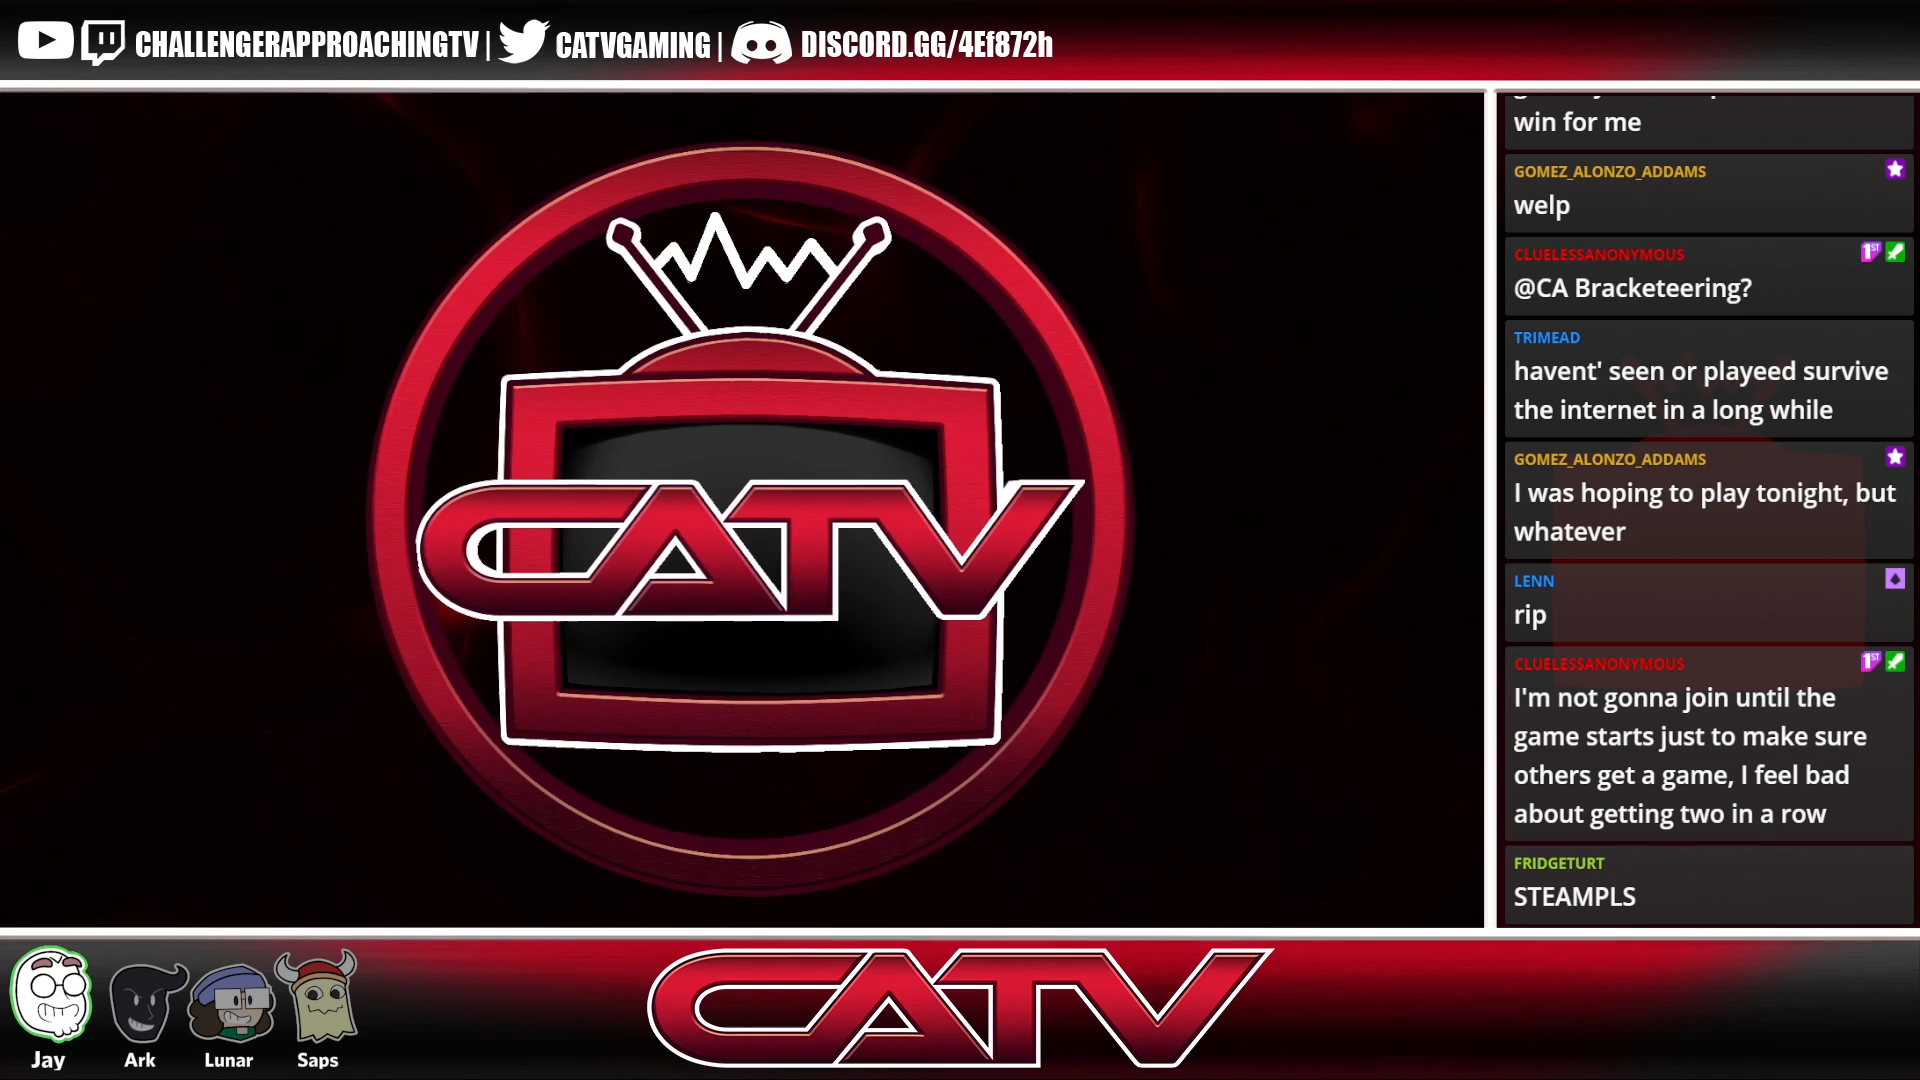 CHALLENGERAPPROACHINGTV | CATVGAMING | DISCORD.GG/4Ef872h
win for me
GOMEZ_ALONZO_ADDAMS
welp
CLUELESSANONYMOUS
1ST
@CA Bracketeering?
TRIMEAD
havent' seen or playeed survive
the internet in a long while
GOMEZ_ALONZO_ADDAMS
I was hoping to play tonight, but
whatever
LENN
rip
CLUELESSANONYMOUS
1ST
I'm not gonna join until the
game starts just to make sure
others get a game, I feel bad
about getting two in a row
FRIDGETURT
STEAMPLS
CATV
Jay
Ark
Lunar
Saps
CATV